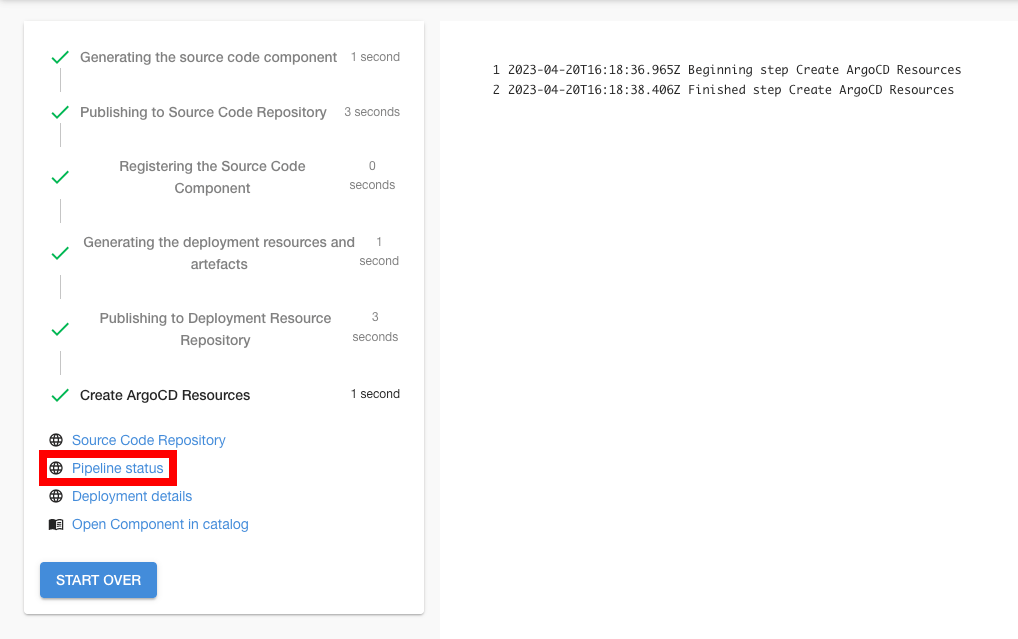 Generating the source code component 1 second
Publishing to Source Code Repository 3 seconds
Registering the Source Code
Component
0
seconds
Generating the deployment resources and
artefacts
1
second
Publishing to Deployment Resource
Repository
3
seconds
Create ArgoCD Resources 1 second
Source Code Repository
Pipeline status
Deployment details
Open Component in catalog
START OVER
1 2023-04-20T16:18:36.965Z Beginning step Create ArgoCD Resources
2 2023-04-20T16:18:38.406Z Finished step Create ArgoCD Resources